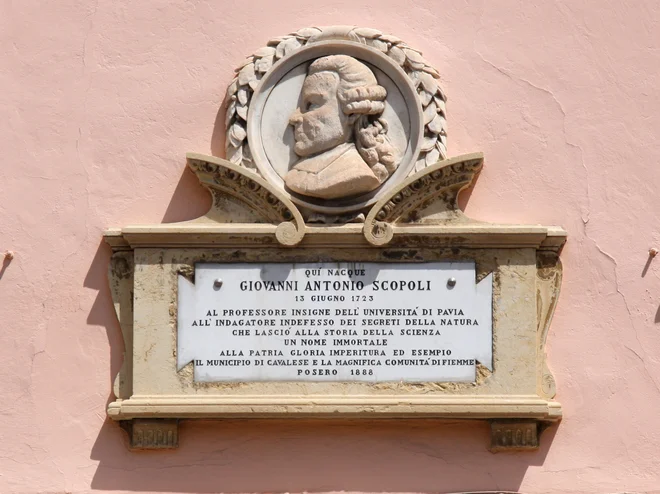 QUI NACQUE
GIOVANNI ANTONIO SCOPOLI
13 GIUGNO 1723
AL PROFESSORE INSIGNE DELL' UNIVERSITÀ DI PAVIA
ALL' INDAGATORE INDEFESSO DEI SEGRETI DELLA NATURA
CHE LASCIO' ALLA STORIA DELLA SCIENZA
UN NOME IMMORTALE
ALLA PATRIA GLORIA IMPERITURA ED ESEMPIO
IL MUNICIPIO DI CAVALESE E LA MAGNIFICA COMUNITÀ DI FIEMME
POSERO 1888